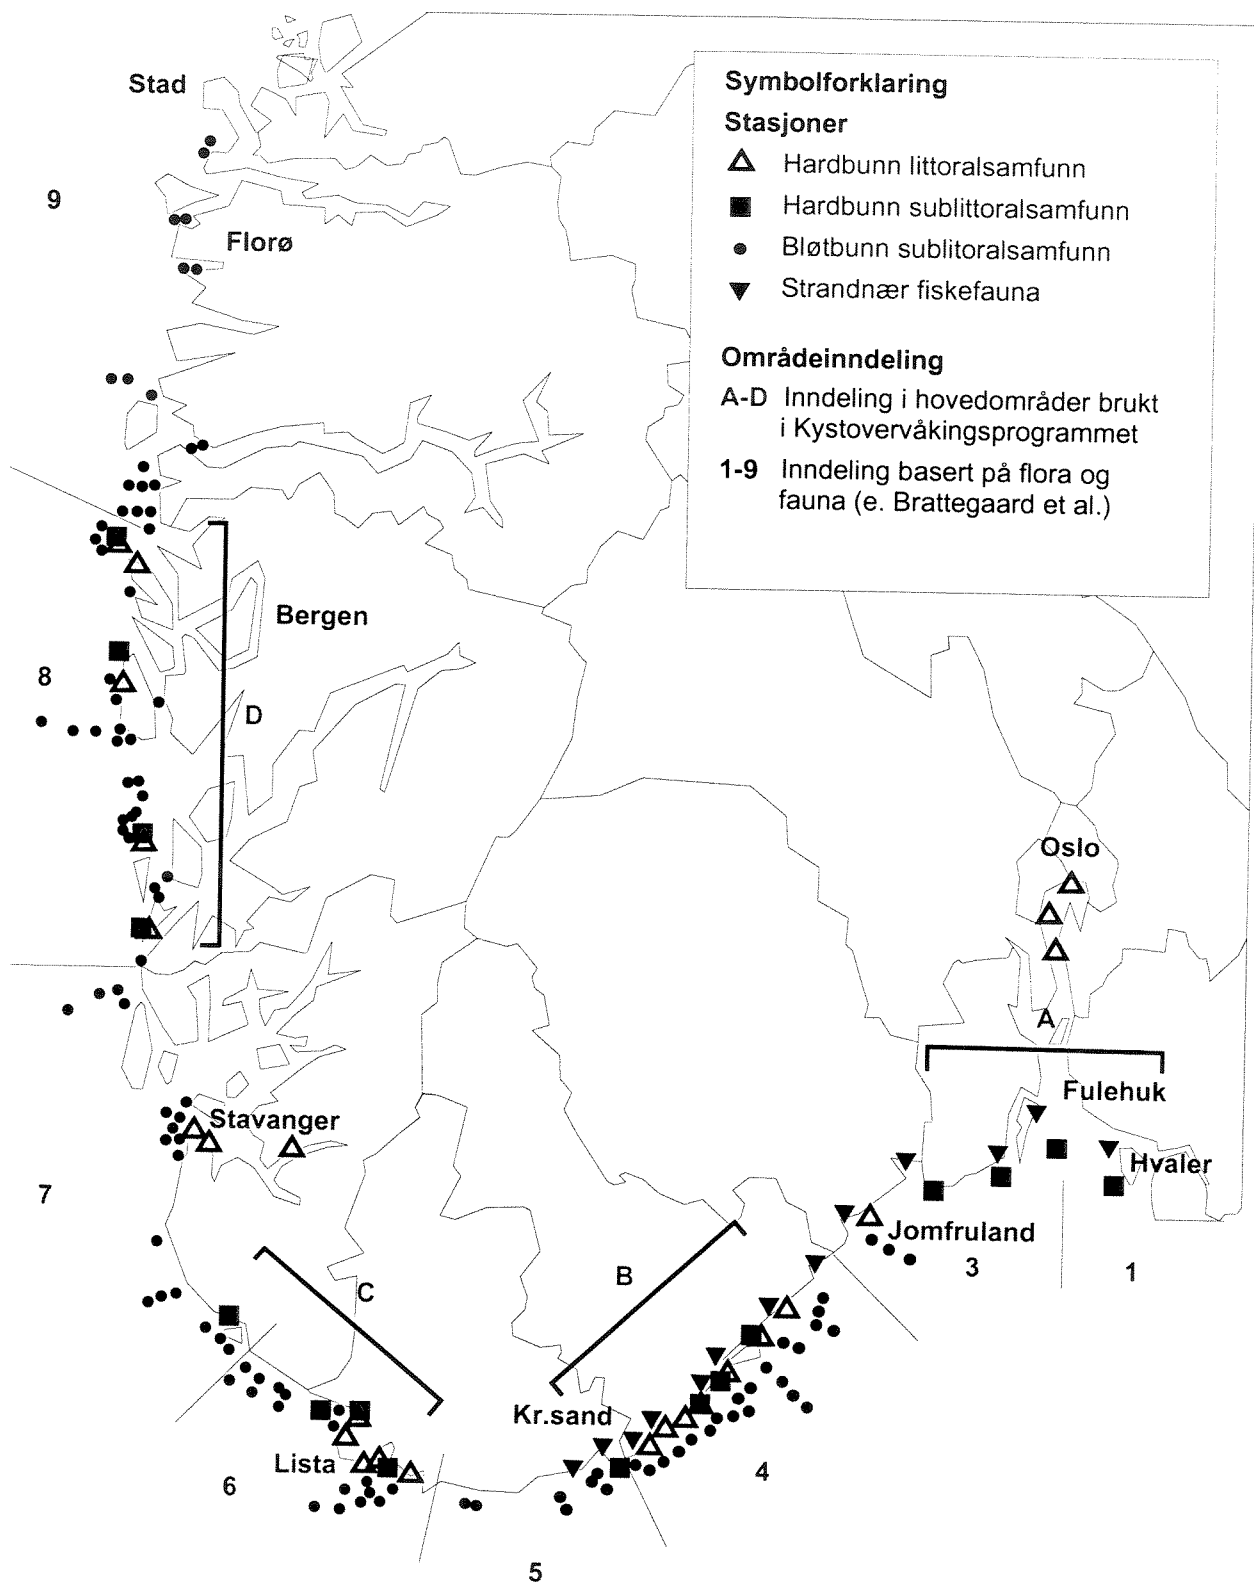 Stad
9
Florø
Symbolforklaring
Stasjoner
Hardbunn littoralsamfunn
Hardbunn sublittoralsamfunn
Bløtbunn sublitoralsamfunn
Strandnær fiskefauna
Områdeinndeling
A-D Inndeling i hovedområder brukt
i Kystovervåkingsprogrammet
1-9 Inndeling basert på flora og
fauna (e. Brattegaard et al.)
Bergen
8
D
Oslo
A
Fulehuk
Stavanger
Hvaler
7
Jomfruland
3
1
B
C
Kr.sand
Lista
6
4
5